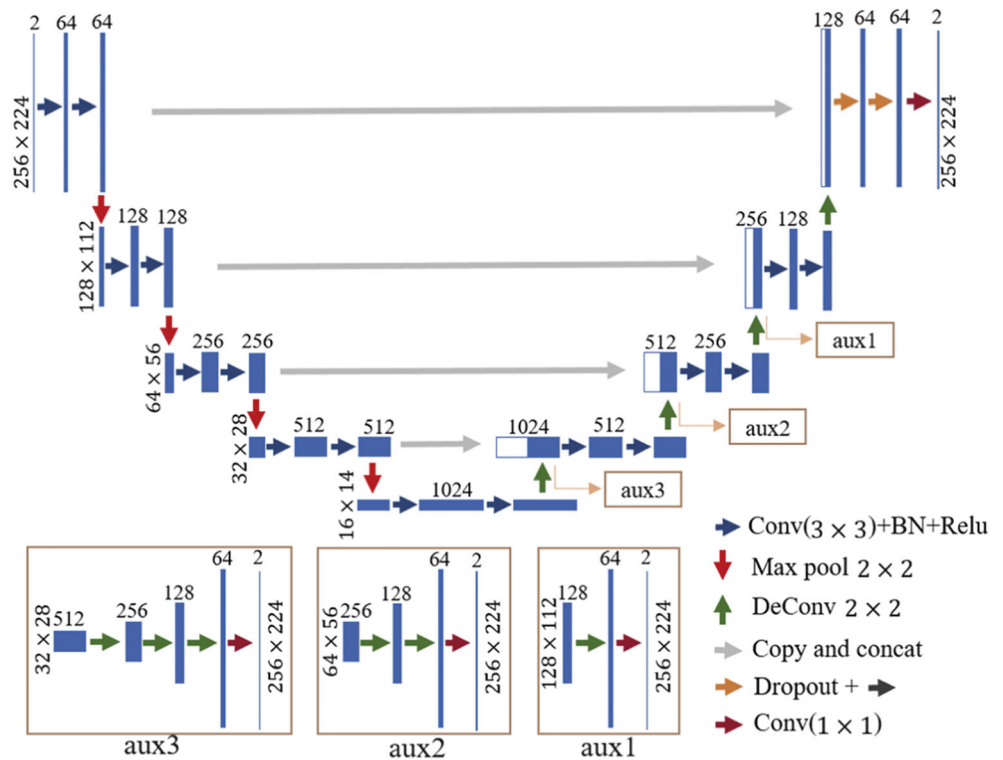 2 64 64
256 × 224
128 64 64 2
256 × 224
128 128
128 × 112
256 128
aux1
256 256
64 × 56
512 256
aux2
512 512
32 × 28
1024 512
aux3
1024
16 × 14
Conv(3 × 3)+BN+Relu
Max pool 2 × 2
DeConv 2 × 2
Copy and concat
Dropout +
Conv(1 × 1)
32 × 28
512 256 128 64 2
256 × 224
aux3
64 × 56
256 128 64 2
256 × 224
aux2
128 × 112
128 64 2
256 × 224
aux1